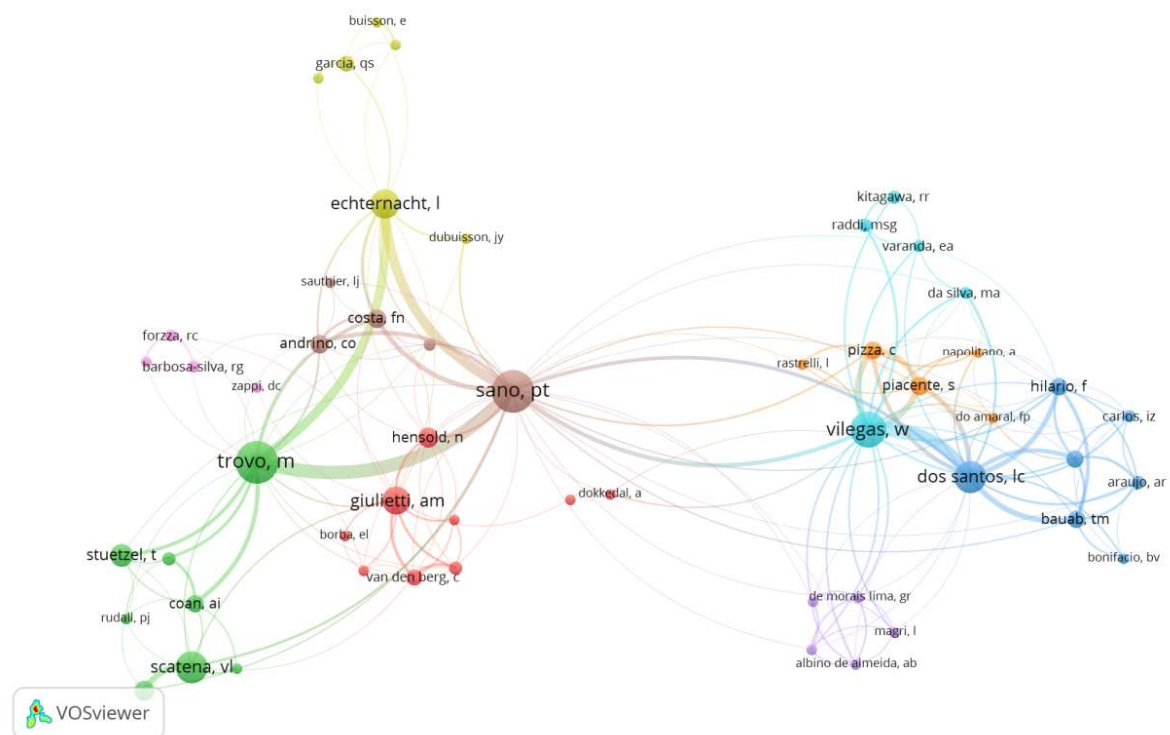 buisson, e
garcia, qs
echternacht, l
dubuisson, jy
sauthier, lj
costa, fn
andrino, co
forzza, rc
barbosa-silva, rg
zappi, dc
sano, pt
hensold, n
trovo, m
giulietti, am
dokkedal, a
borba, el
van den berg, c
stuetzel, t
coan, ai
rudall, pj
scatena, vl
kitagawa, rr
raddi, msg
varanda, ea
da silva, ma
pizza, c
napolitano, a
rastrelli, l
piacente, s
hilario, f
do amaral, fp
carlos, iz
vilegas, w
dos santos, lc
araujo, ar
bauab, tm
bonifacio, bv
de morais lima, gr
magri, l
albino de almeida, ab
VOSviewer